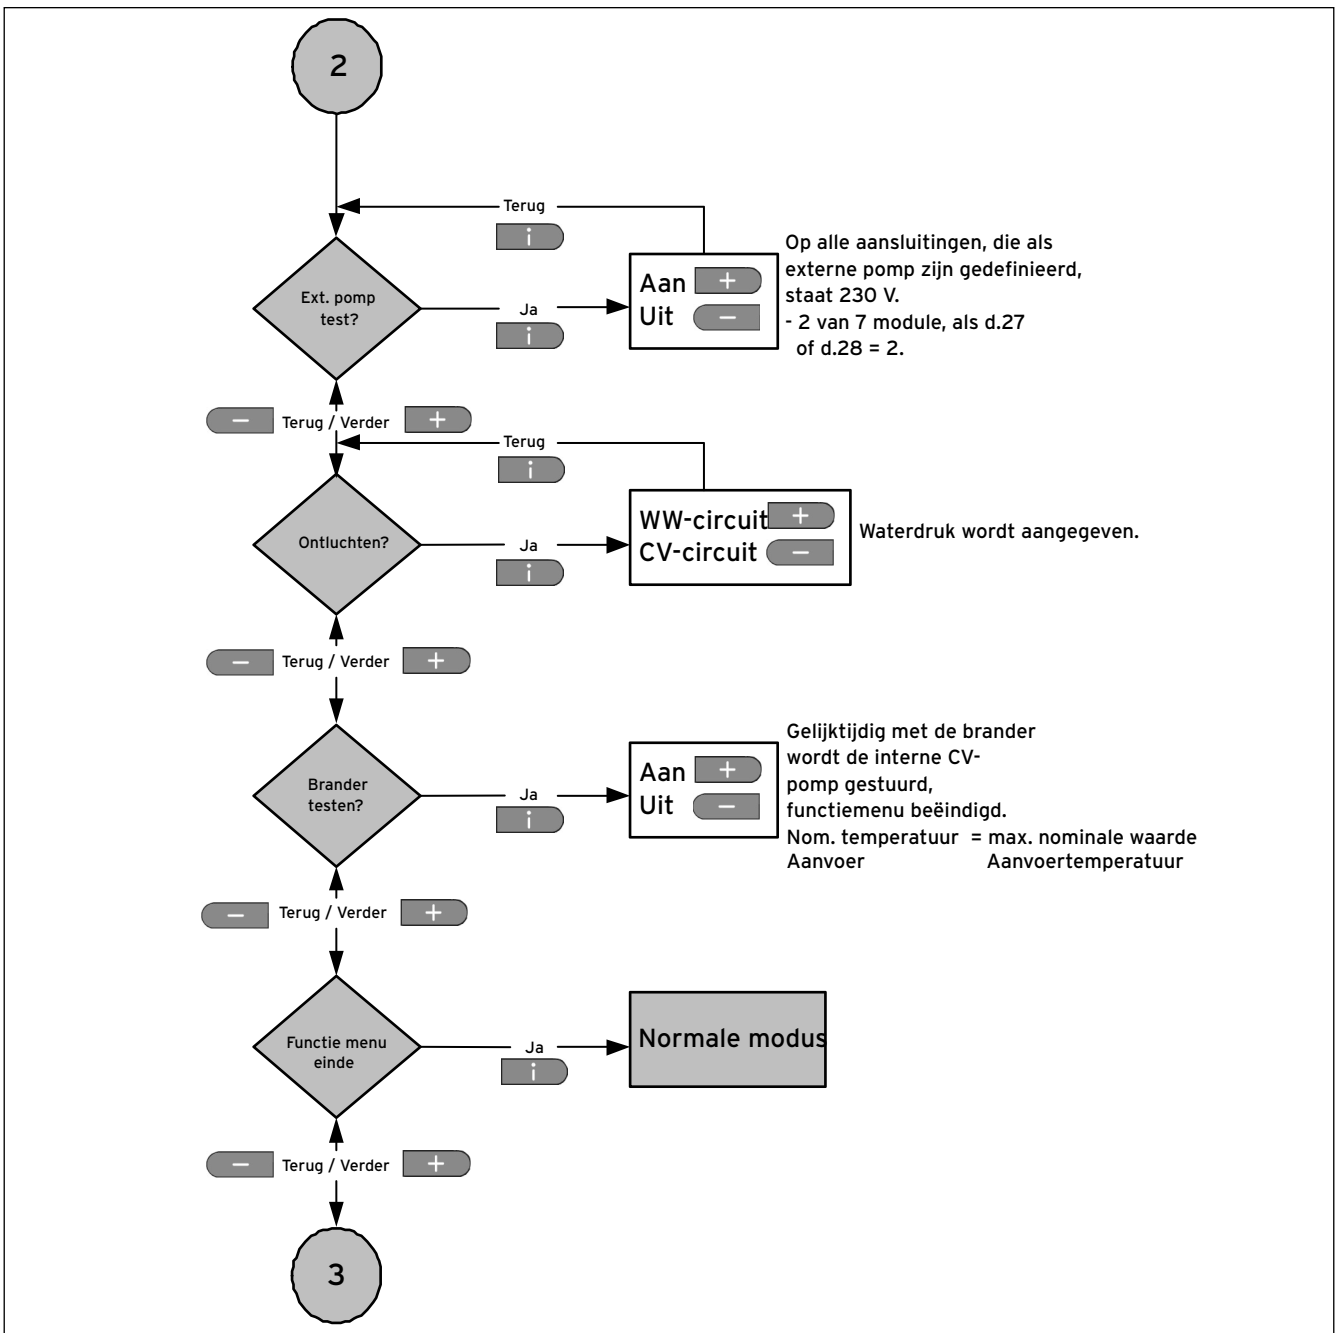 2
Terug
i
Ext. pomp
test?
Ja
i
Aan +
Uit −
Op alle aansluitingen, die als
externe pomp zijn gedefinieerd,
staat 230 V.
- 2 van 7 module, als d.27
of d.28 = 2.
− Terug / Verder +
Terug
i
Ontluchten?
Ja
i
WW-circuit +
CV-circuit −
Waterdruk wordt aangegeven.
− Terug / Verder +
Brander
testen?
Ja
i
Aan +
Uit −
Gelijktijdig met de brander
wordt de interne CV-
pomp gestuurd,
functiemenu beëindigd.
Nom. temperatuur = max. nominale waarde
Aanvoer Aanvoertemperatuur
− Terug / Verder +
Functie menu
einde
Ja
i
Normale modus
− Terug / Verder +
3